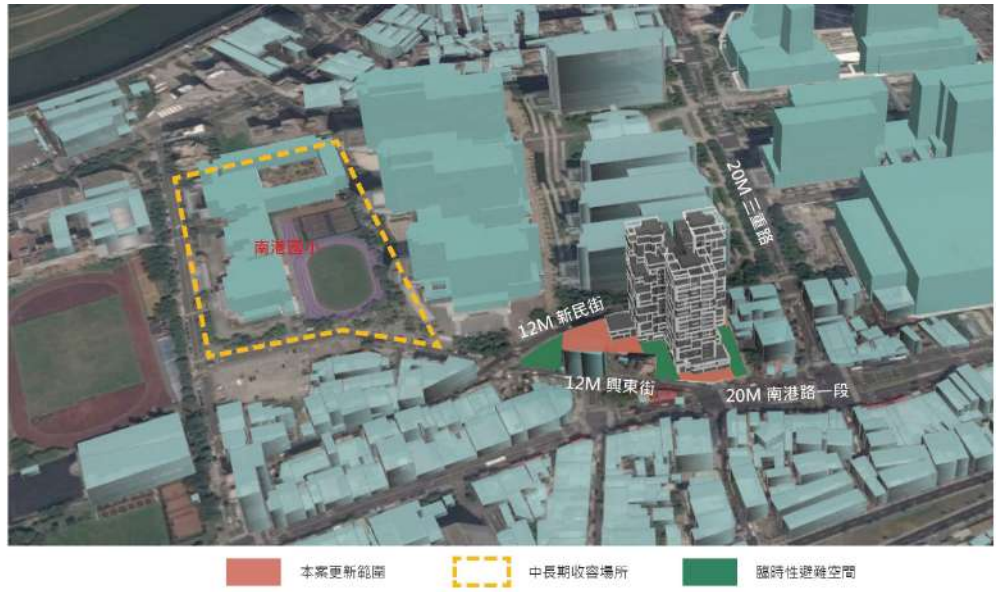 20M 三重路
南港國小
12M 新民街
12M 興東街
20M 南港路一段
本案更新範圍
中長期收容場所
臨時性避難空間